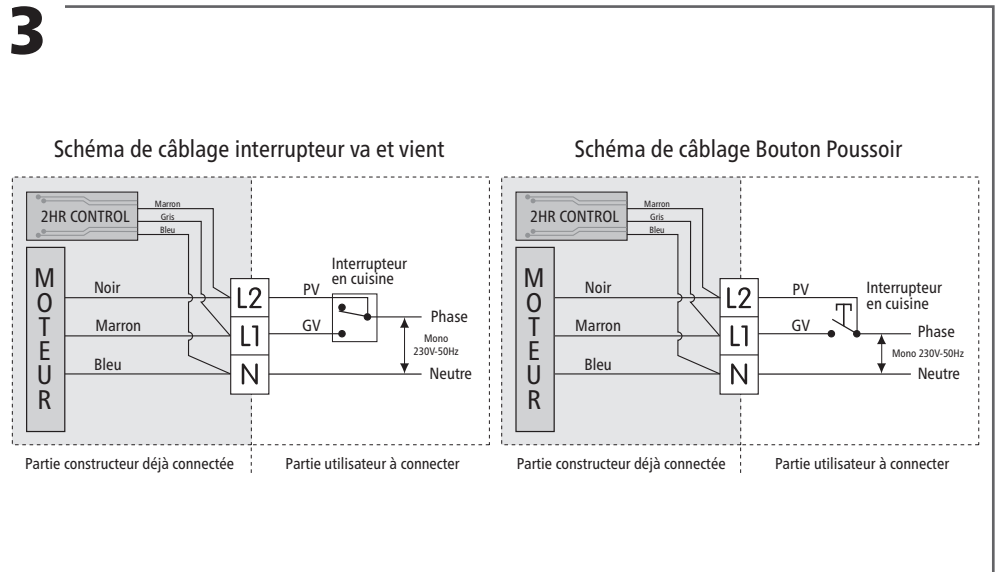 3
Schéma de câblage interrupteur va et vient
2HR CONTROL
Marron
Gris
Bleu
MOTEUR
Noir
Marron
Bleu
L2
L1
N
PV
GV
Interrupteur
en cuisine
Phase
Mono
230V-50Hz
Neutre
Partie constructeur déjà connectée
Partie utilisateur à connecter
Schéma de câblage Bouton Poussoir
2HR CONTROL
Marron
Gris
Bleu
MOTEUR
Noir
Marron
Bleu
L2
L1
N
PV
GV
Interrupteur
en cuisine
Phase
Mono 230V-50Hz
Neutre
Partie constructeur déjà connectée
Partie utilisateur à connecter